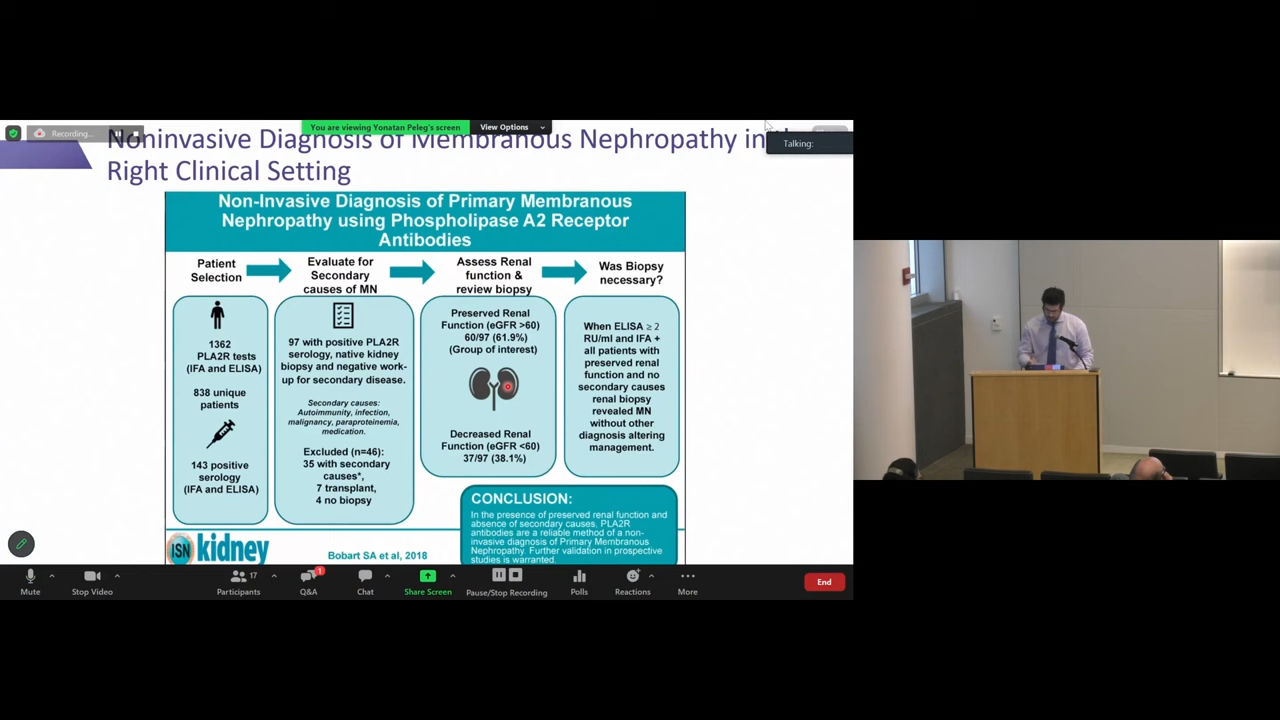 Recording...
You are viewing Yonatan Peleg's screen
View Options
Talking:
Noninvasive Diagnosis of Membranous Nephropathy in
Right Clinical Setting
Non-Invasive Diagnosis of Primary Membranous
Nephropathy using Phospholipase A2 Receptor
Antibodies
Patient
Selection
1362
PLA2R tests
(IFA and ELISA)
838 unique
patients
143 positive
serology
(IFA and ELISA)
Evaluate for
Secondary
causes of MN
97 with positive PLA2R
serology, native kidney
biopsy and negative work-
up for secondary disease.
Secondary causes:
Autoimmunity, infection,
malignancy, paraproteinemia,
medication.
Excluded (n=46):
35 with secondary
causes*,
7 transplant,
4 no biopsy
Assess Renal
function &
review biopsy
Preserved Renal
Function (eGFR >60)
60/97 (61.9%)
(Group of interest)
Decreased Renal
Function (eGFR <60)
37/97 (38.1%)
Was Biopsy
necessary?
When ELISA ≥ 2
RU/ml and IFA +
all patients with
preserved renal
function and no
secondary causes
renal biopsy
revealed MN
without other
diagnosis altering
management.
CONCLUSION:
In the presence of preserved renal function and
absence of secondary causes, PLA2R
antibodies are a reliable method of a non-
invasive diagnosis of Primary Membranous
Nephropathy. Further validation in prospective
studies is warranted.
ISN kidney
Bobart SA et al, 2018
Mute
Stop Video
17
Participants
1
Q&A
Chat
Share Screen
Pause/Stop Recording
Polls
Reactions
More
End